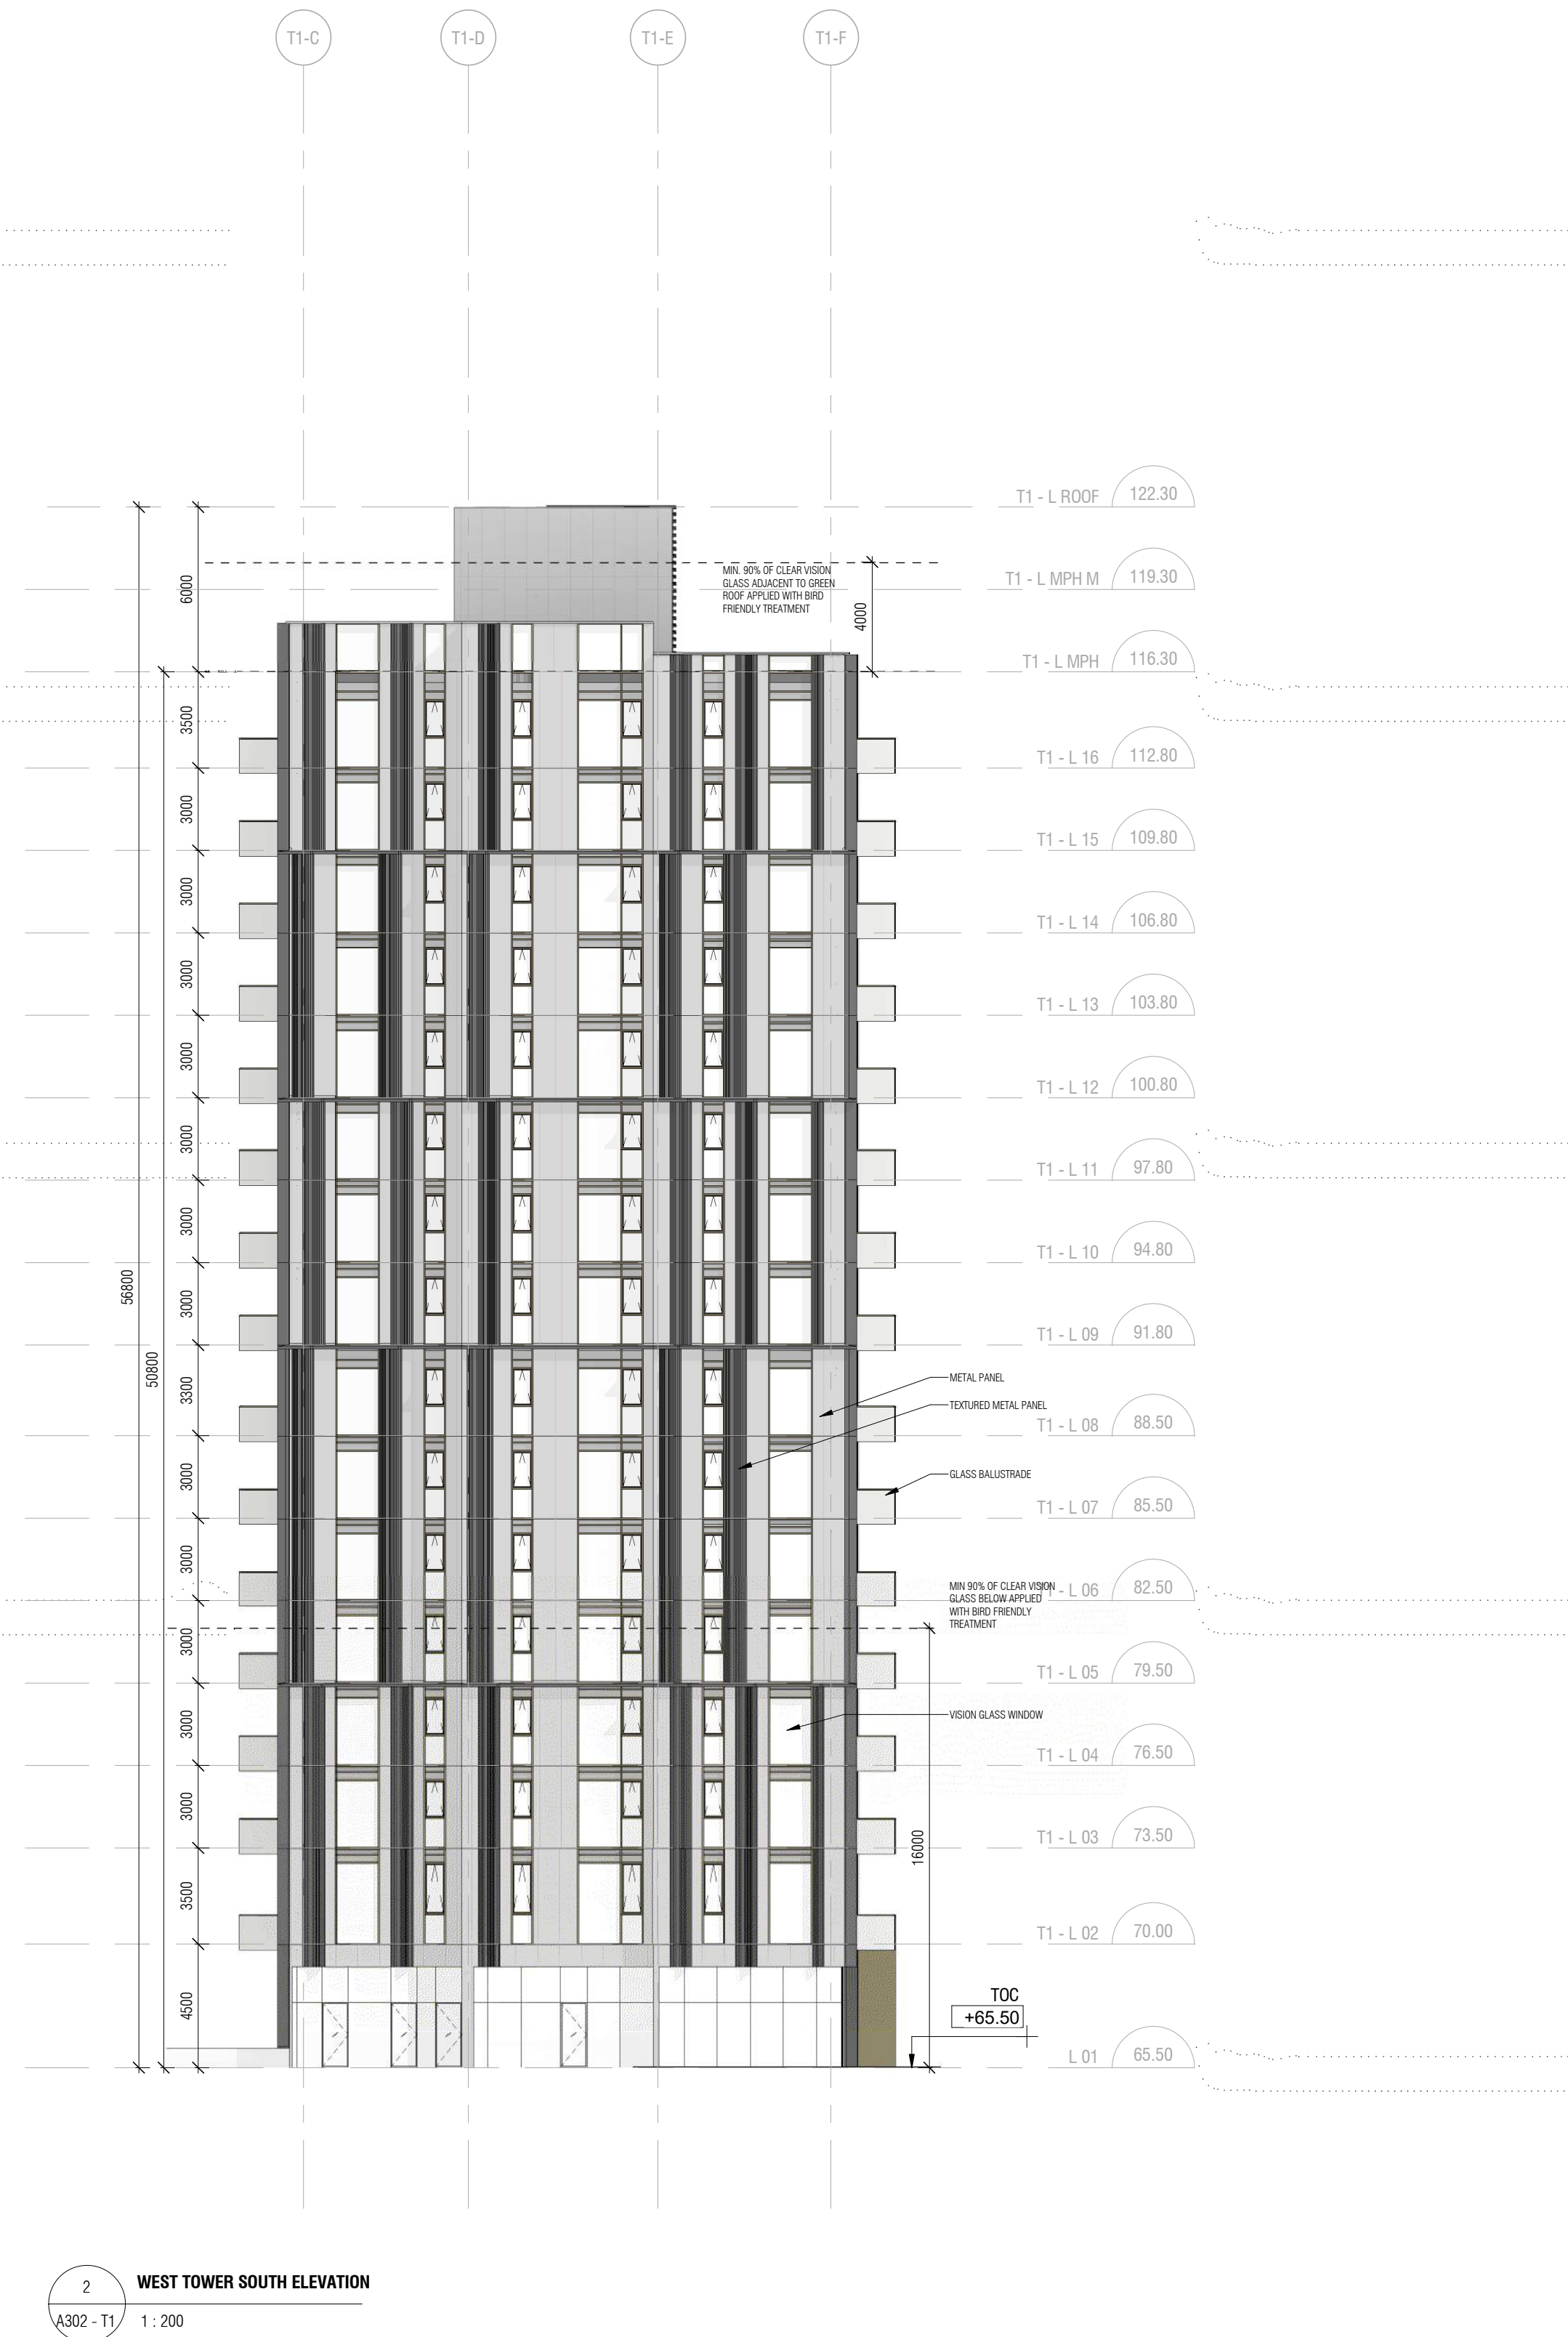 T1-C
T1-D
T1-E
T1-F
T1 - L ROOF 122.30
T1 - L MPH M 119.30
T1 - L MPH 116.30
T1 - L 16 112.80
T1 - L 15 109.80
T1 - L 14 106.80
T1 - L 13 103.80
T1 - L 12 100.80
T1 - L 11 97.80
T1 - L 10 94.80
T1 - L 09 91.80
T1 - L 08 88.50
T1 - L 07 85.50
T1 - L 06 82.50
T1 - L 05 79.50
T1 - L 04 76.50
T1 - L 03 73.50
T1 - L 02 70.00
L 01 65.50
MIN. 90% OF CLEAR VISION
GLASS ADJACENT TO GREEN
ROOF APPLIED WITH BIRD
FRIENDLY TREATMENT
4000
METAL PANEL
TEXTURED METAL PANEL
GLASS BALUSTRADE
MIN 90% OF CLEAR VISION
GLASS BELOW APPLIED
WITH BIRD FRIENDLY
TREATMENT
VISION GLASS WINDOW
16000
TOC
+65.50
56800
50800
6000
3500
3000
3000
3000
3000
3000
3000
3000
3300
3000
3000
3000
3000
3000
3500
4500
2
A302 - T1
WEST TOWER SOUTH ELEVATION
1 : 200